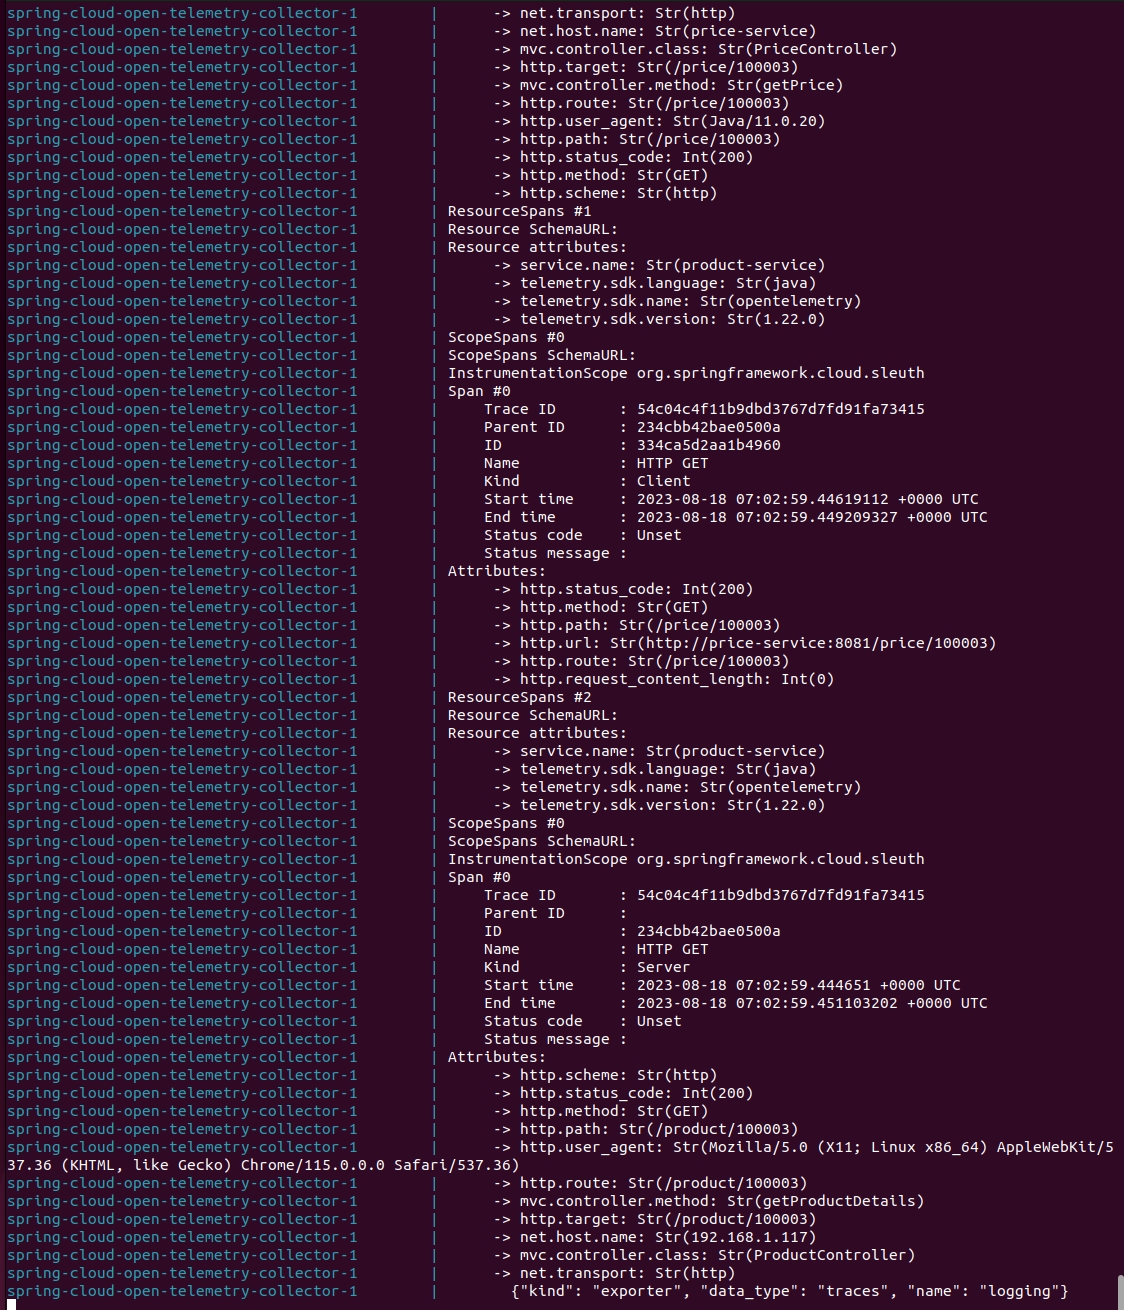 spring-cloud-open-telemetry-collector-1 | -> net.transport: Str(http)
spring-cloud-open-telemetry-collector-1 | -> net.host.name: Str(price-service)
spring-cloud-open-telemetry-collector-1 | -> mvc.controller.class: Str(PriceController)
spring-cloud-open-telemetry-collector-1 | -> http.target: Str(/price/100003)
spring-cloud-open-telemetry-collector-1 | -> mvc.controller.method: Str(getPrice)
spring-cloud-open-telemetry-collector-1 | -> http.route: Str(/price/100003)
spring-cloud-open-telemetry-collector-1 | -> http.user_agent: Str(Java/11.0.20)
spring-cloud-open-telemetry-collector-1 | -> http.path: Str(/price/100003)
spring-cloud-open-telemetry-collector-1 | -> http.status_code: Int(200)
spring-cloud-open-telemetry-collector-1 | -> http.method: Str(GET)
spring-cloud-open-telemetry-collector-1 | -> http.scheme: Str(http)
spring-cloud-open-telemetry-collector-1 | ResourceSpans #1
spring-cloud-open-telemetry-collector-1 | Resource SchemaURL:
spring-cloud-open-telemetry-collector-1 | Resource attributes:
spring-cloud-open-telemetry-collector-1 | -> service.name: Str(product-service)
spring-cloud-open-telemetry-collector-1 | -> telemetry.sdk.language: Str(java)
spring-cloud-open-telemetry-collector-1 | -> telemetry.sdk.name: Str(opentelemetry)
spring-cloud-open-telemetry-collector-1 | -> telemetry.sdk.version: Str(1.22.0)
spring-cloud-open-telemetry-collector-1 | ScopeSpans #0
spring-cloud-open-telemetry-collector-1 | ScopeSpans SchemaURL:
spring-cloud-open-telemetry-collector-1 | InstrumentationScope org.springframework.cloud.sleuth
spring-cloud-open-telemetry-collector-1 | Span #0
spring-cloud-open-telemetry-collector-1 | Trace ID : 54c04c4f11b9dbd3767d7fd91fa73415
spring-cloud-open-telemetry-collector-1 | Parent ID : 234cbb42bae0500a
spring-cloud-open-telemetry-collector-1 | ID : 334ca5d2aa1b4960
spring-cloud-open-telemetry-collector-1 | Name : HTTP GET
spring-cloud-open-telemetry-collector-1 | Kind : Client
spring-cloud-open-telemetry-collector-1 | Start time : 2023-08-18 07:02:59.44619112 +0000 UTC
spring-cloud-open-telemetry-collector-1 | End time : 2023-08-18 07:02:59.449209327 +0000 UTC
spring-cloud-open-telemetry-collector-1 | Status code : Unset
spring-cloud-open-telemetry-collector-1 | Status message :
spring-cloud-open-telemetry-collector-1 | Attributes:
spring-cloud-open-telemetry-collector-1 | -> http.status_code: Int(200)
spring-cloud-open-telemetry-collector-1 | -> http.method: Str(GET)
spring-cloud-open-telemetry-collector-1 | -> http.path: Str(/price/100003)
spring-cloud-open-telemetry-collector-1 | -> http.url: Str(http://price-service:8081/price/100003)
spring-cloud-open-telemetry-collector-1 | -> http.route: Str(/price/100003)
spring-cloud-open-telemetry-collector-1 | -> http.request_content_length: Int(0)
spring-cloud-open-telemetry-collector-1 | ResourceSpans #2
spring-cloud-open-telemetry-collector-1 | Resource SchemaURL:
spring-cloud-open-telemetry-collector-1 | Resource attributes:
spring-cloud-open-telemetry-collector-1 | -> service.name: Str(product-service)
spring-cloud-open-telemetry-collector-1 | -> telemetry.sdk.language: Str(java)
spring-cloud-open-telemetry-collector-1 | -> telemetry.sdk.name: Str(opentelemetry)
spring-cloud-open-telemetry-collector-1 | -> telemetry.sdk.version: Str(1.22.0)
spring-cloud-open-telemetry-collector-1 | ScopeSpans #0
spring-cloud-open-telemetry-collector-1 | ScopeSpans SchemaURL:
spring-cloud-open-telemetry-collector-1 | InstrumentationScope org.springframework.cloud.sleuth
spring-cloud-open-telemetry-collector-1 | Span #0
spring-cloud-open-telemetry-collector-1 | Trace ID : 54c04c4f11b9dbd3767d7fd91fa73415
spring-cloud-open-telemetry-collector-1 | Parent ID :
spring-cloud-open-telemetry-collector-1 | ID : 234cbb42bae0500a
spring-cloud-open-telemetry-collector-1 | Name : HTTP GET
spring-cloud-open-telemetry-collector-1 | Kind : Server
spring-cloud-open-telemetry-collector-1 | Start time : 2023-08-18 07:02:59.444651 +0000 UTC
spring-cloud-open-telemetry-collector-1 | End time : 2023-08-18 07:02:59.451103202 +0000 UTC
spring-cloud-open-telemetry-collector-1 | Status code : Unset
spring-cloud-open-telemetry-collector-1 | Status message :
spring-cloud-open-telemetry-collector-1 | Attributes:
spring-cloud-open-telemetry-collector-1 | -> http.scheme: Str(http)
spring-cloud-open-telemetry-collector-1 | -> http.status_code: Int(200)
spring-cloud-open-telemetry-collector-1 | -> http.method: Str(GET)
spring-cloud-open-telemetry-collector-1 | -> http.path: Str(/product/100003)
spring-cloud-open-telemetry-collector-1 | -> http.user_agent: Str(Mozilla/5.0 (X11; Linux x86_64) AppleWebKit/5
37.36 (KHTML, like Gecko) Chrome/115.0.0.0 Safari/537.36)
spring-cloud-open-telemetry-collector-1 | -> http.route: Str(/product/100003)
spring-cloud-open-telemetry-collector-1 | -> mvc.controller.method: Str(getProductDetails)
spring-cloud-open-telemetry-collector-1 | -> http.target: Str(/product/100003)
spring-cloud-open-telemetry-collector-1 | -> net.host.name: Str(192.168.1.117)
spring-cloud-open-telemetry-collector-1 | -> mvc.controller.class: Str(ProductController)
spring-cloud-open-telemetry-collector-1 | -> net.transport: Str(http)
spring-cloud-open-telemetry-collector-1 | {"kind": "exporter", "data_type": "traces", "name": "logging"}